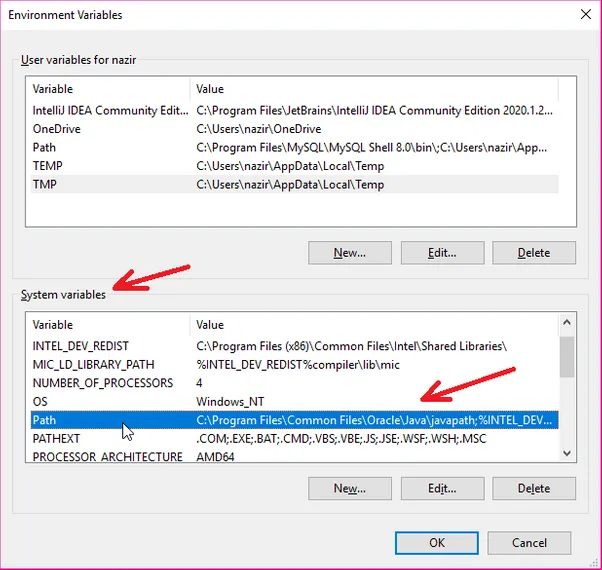 Environment Variables
User variables for nazir
Variable Value
IntelliJ IDEA Community Edit... C:\Program Files\JetBrains\IntelliJ IDEA Community Edition 2020.1.2...
OneDrive C:\Users\nazir\OneDrive
Path C:\Program Files\MySQL\MySQL Shell 8.0\bin\;C:\Users\nazir\App...
TEMP C:\Users\nazir\AppData\Local\Temp
TMP C:\Users\nazir\AppData\Local\Temp
New... Edit... Delete
System variables
Variable Value
INTEL_DEV_REDIST C:\Program Files (x86)\Common Files\Intel\Shared Libraries\
MIC_LD_LIBRARY_PATH %INTEL_DEV_REDIST%compiler\lib\mic
NUMBER_OF_PROCESSORS 4
OS Windows_NT
Path C:\Program Files\Common Files\Oracle\Java\javapath;%INTEL_DEV...
PATHEXT .COM;.EXE;.BAT;.CMD;.VBS;.VBE;.JS;.JSE;.WSF;.WSH;.MSC
PROCESSOR_ARCHITECTURE AMD64
New... Edit... Delete
OK Cancel